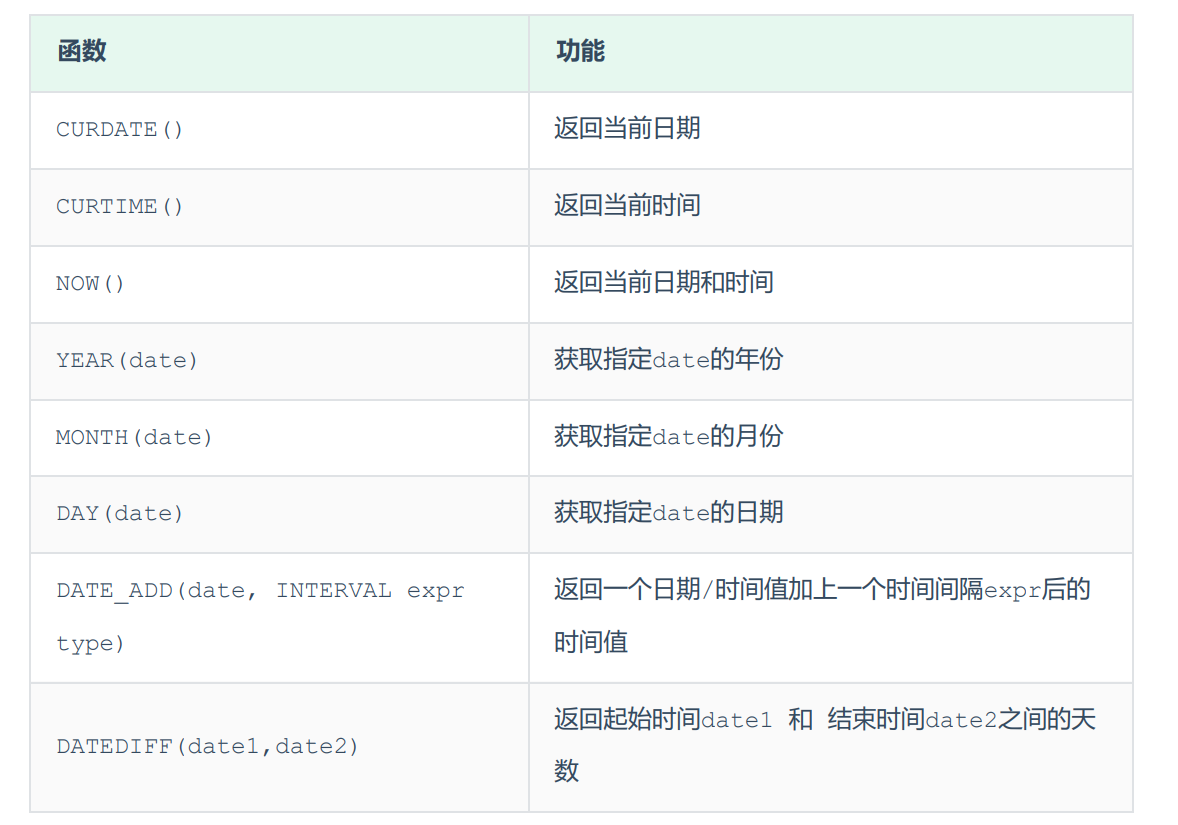 函数 功能
CURDATE() 返回当前日期
CURTIME() 返回当前时间
NOW() 返回当前日期和时间
YEAR(date) 获取指定date的年份
MONTH(date) 获取指定date的月份
DAY(date) 获取指定date的日期
DATE_ADD(date, INTERVAL expr
type)
返回一个日期/时间值加上一个时间间隔expr后的
时间值
DATEDIFF(date1,date2)
返回起始时间date1 和 结束时间date2之间的天
数